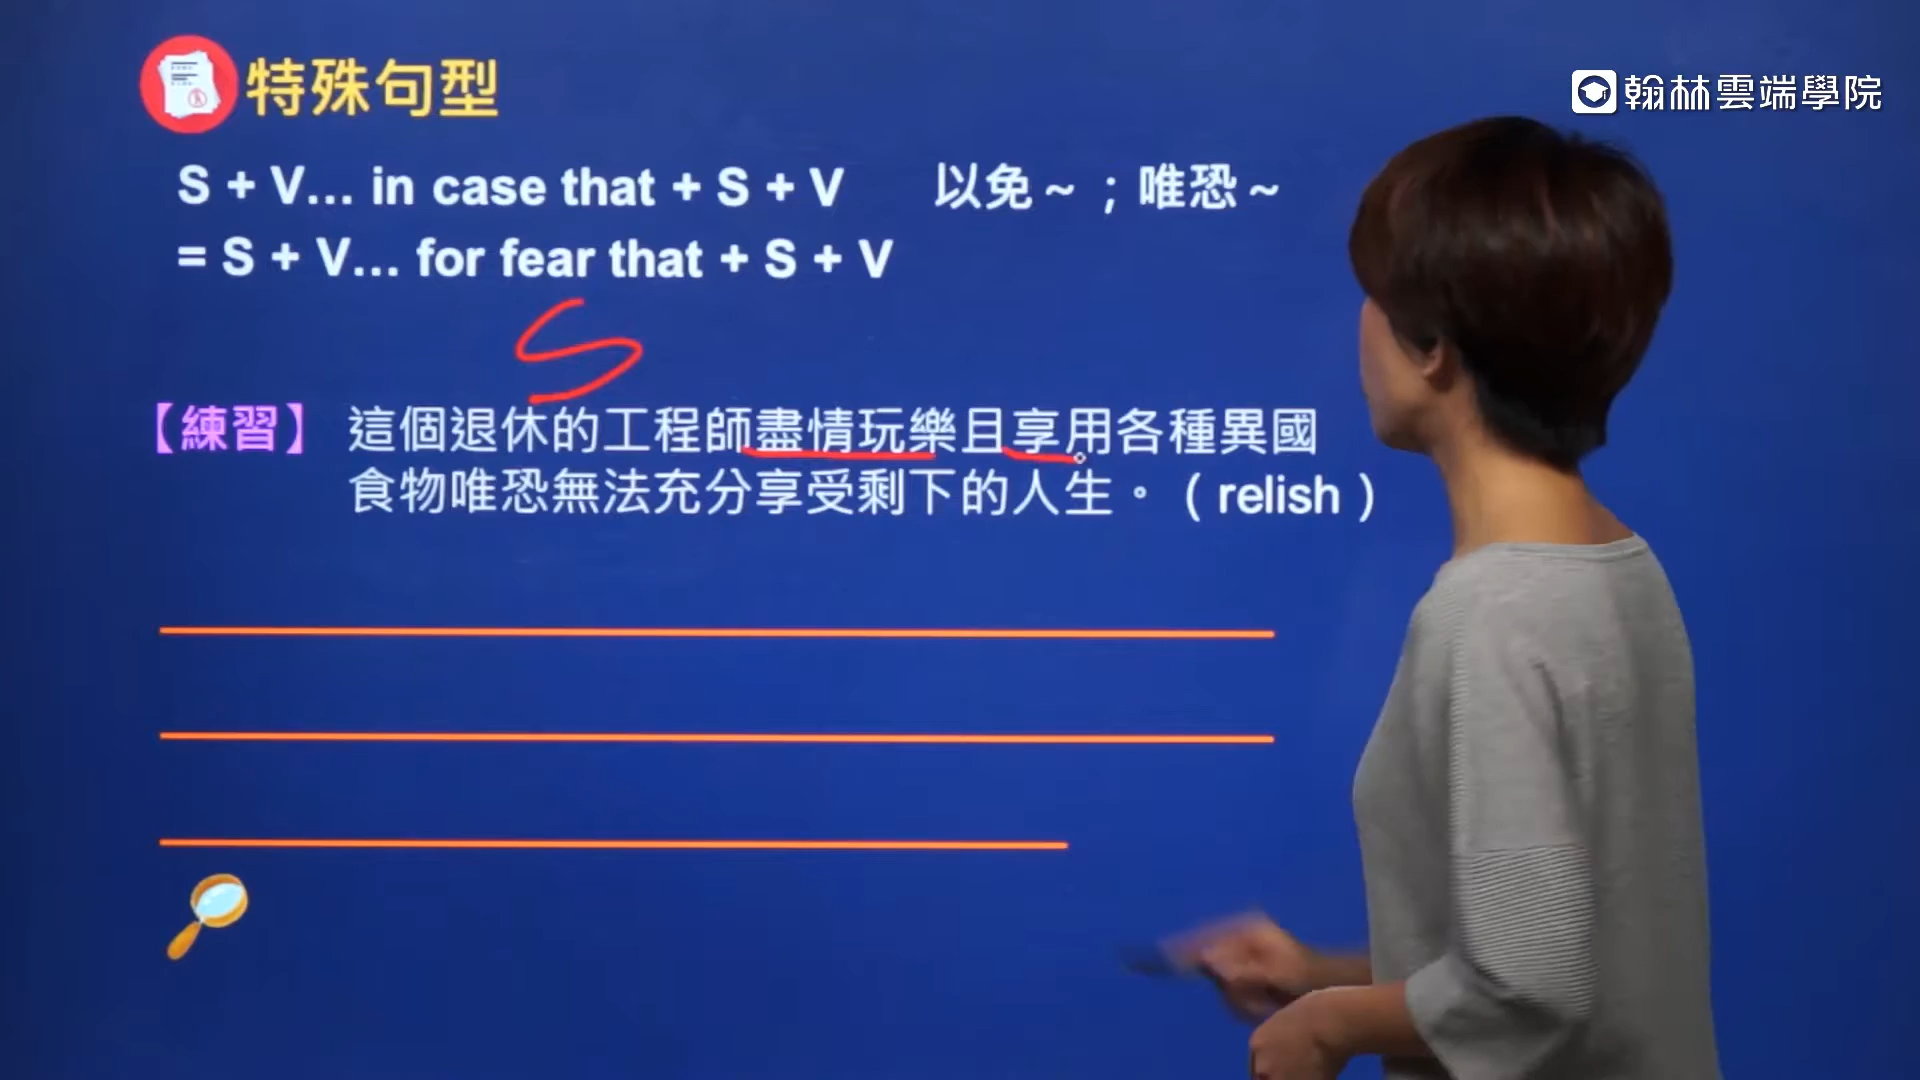 特殊句型
翰林雲端學院
S + V... in case that + S + V 以免~；唯恐~
= S + V... for fear that + S + V
S
【練習】 這個退休的工程師盡情玩樂且享用各種異國
食物唯恐無法充分享受剩下的人生。（relish）